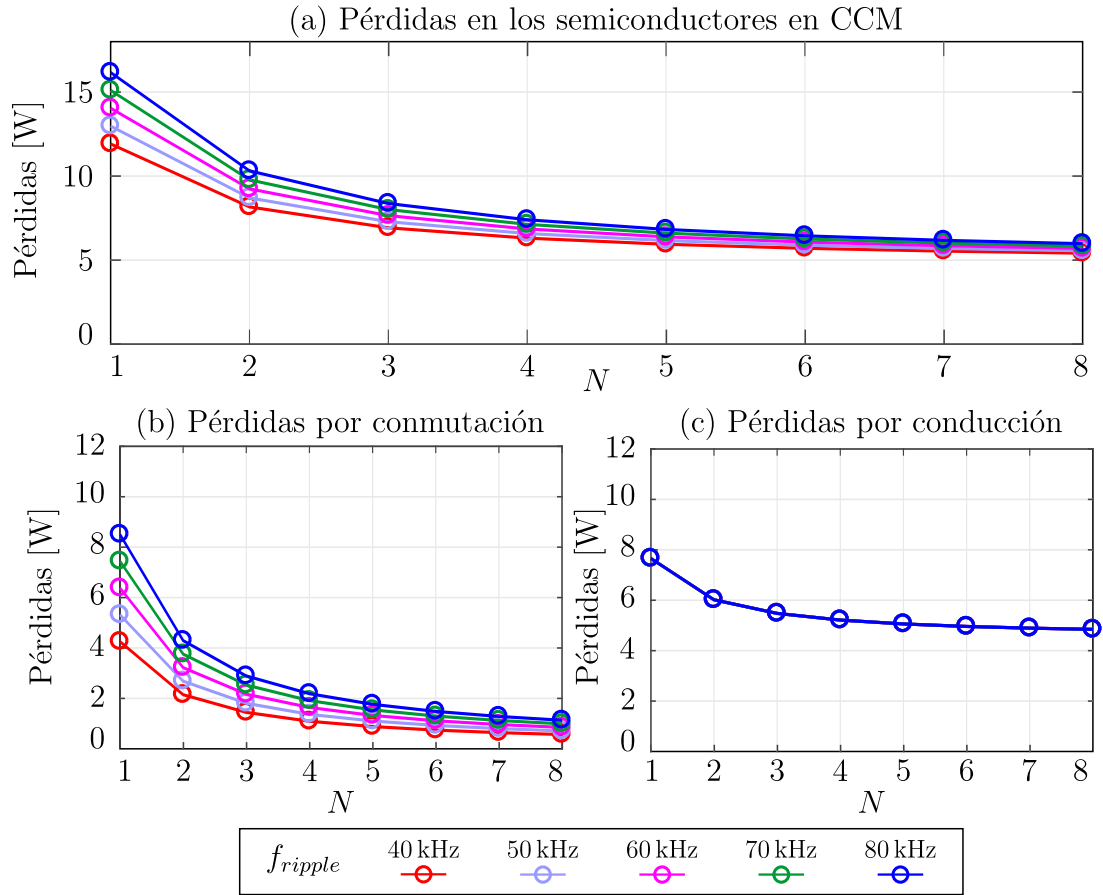 (a) Pérdidas en los semiconductores en CCM
Pérdidas [W]
15
10
5
0
1 2 3 4 5 6 7 8
N
(b) Pérdidas por conmutación
Pérdidas [W]
12
10
8
6
4
2
0
1 2 3 4 5 6 7 8
N
(c) Pérdidas por conducción
Pérdidas [W]
12
10
8
6
4
2
0
1 2 3 4 5 6 7 8
N
f_ripple 40 kHz 50 kHz 60 kHz 70 kHz 80 kHz